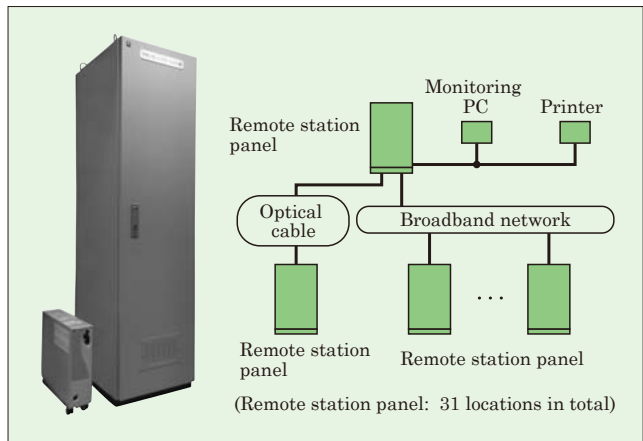 Monitoring
PC
Printer
Remote station
panel
Optical
cable
Broadband network
...
Remote station
panel
Remote station panel
(Remote station panel: 31 locations in total)